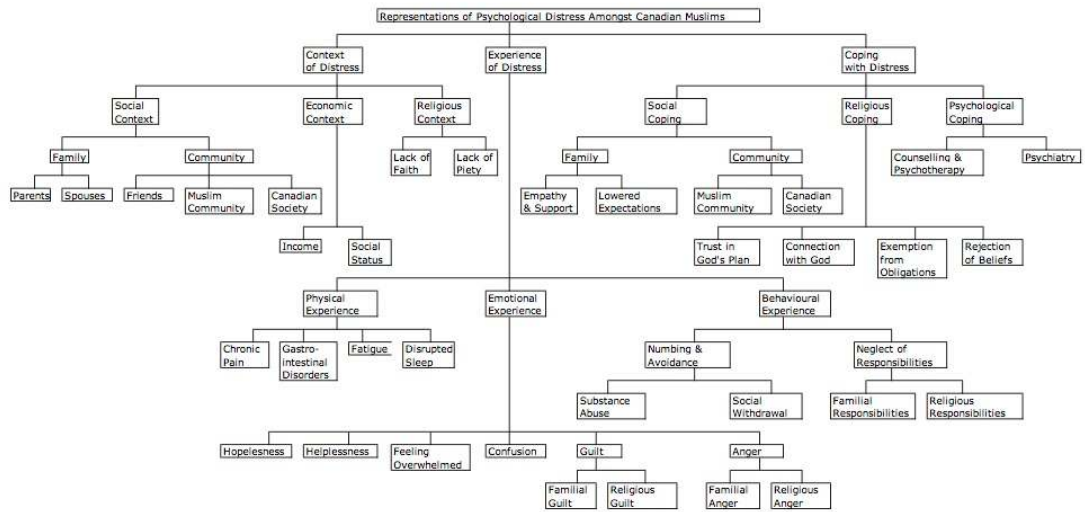 Representations of Psychological Distress Amongst Canadian Muslims
Context
of Distress
Experience
of Distress
Coping
with Distress
Social
Context
Economic
Context
Religious
Context
Social
Coping
Religious
Coping
Psychological
Coping
Family
Community
Lack of
Faith
Lack of
Piety
Family
Community
Counselling &
Psychotherapy
Psychiatry
Parents
Spouses
Friends
Muslim
Community
Canadian
Society
Empathy
& Support
Lowered
Expectations
Muslim
Community
Canadian
Society
Income
Social
Status
Trust in
God's Plan
Connection
with God
Exemption
from
Obligations
Rejection
of Beliefs
Physical
Experience
Emotional
Experience
Behavioural
Experience
Chronic
Pain
Gastro-
intestinal
Disorders
Fatigue
Disrupted
Sleep
Numbing &
Avoidance
Neglect of
Responsibilities
Substance
Abuse
Social
Withdrawal
Familial
Responsibilities
Religious
Responsibilities
Hopelesness
Helplessness
Feeling
Overwhelmed
Confusion
Guilt
Anger
Familial
Guilt
Religious
Guilt
Familial
Anger
Religious
Anger